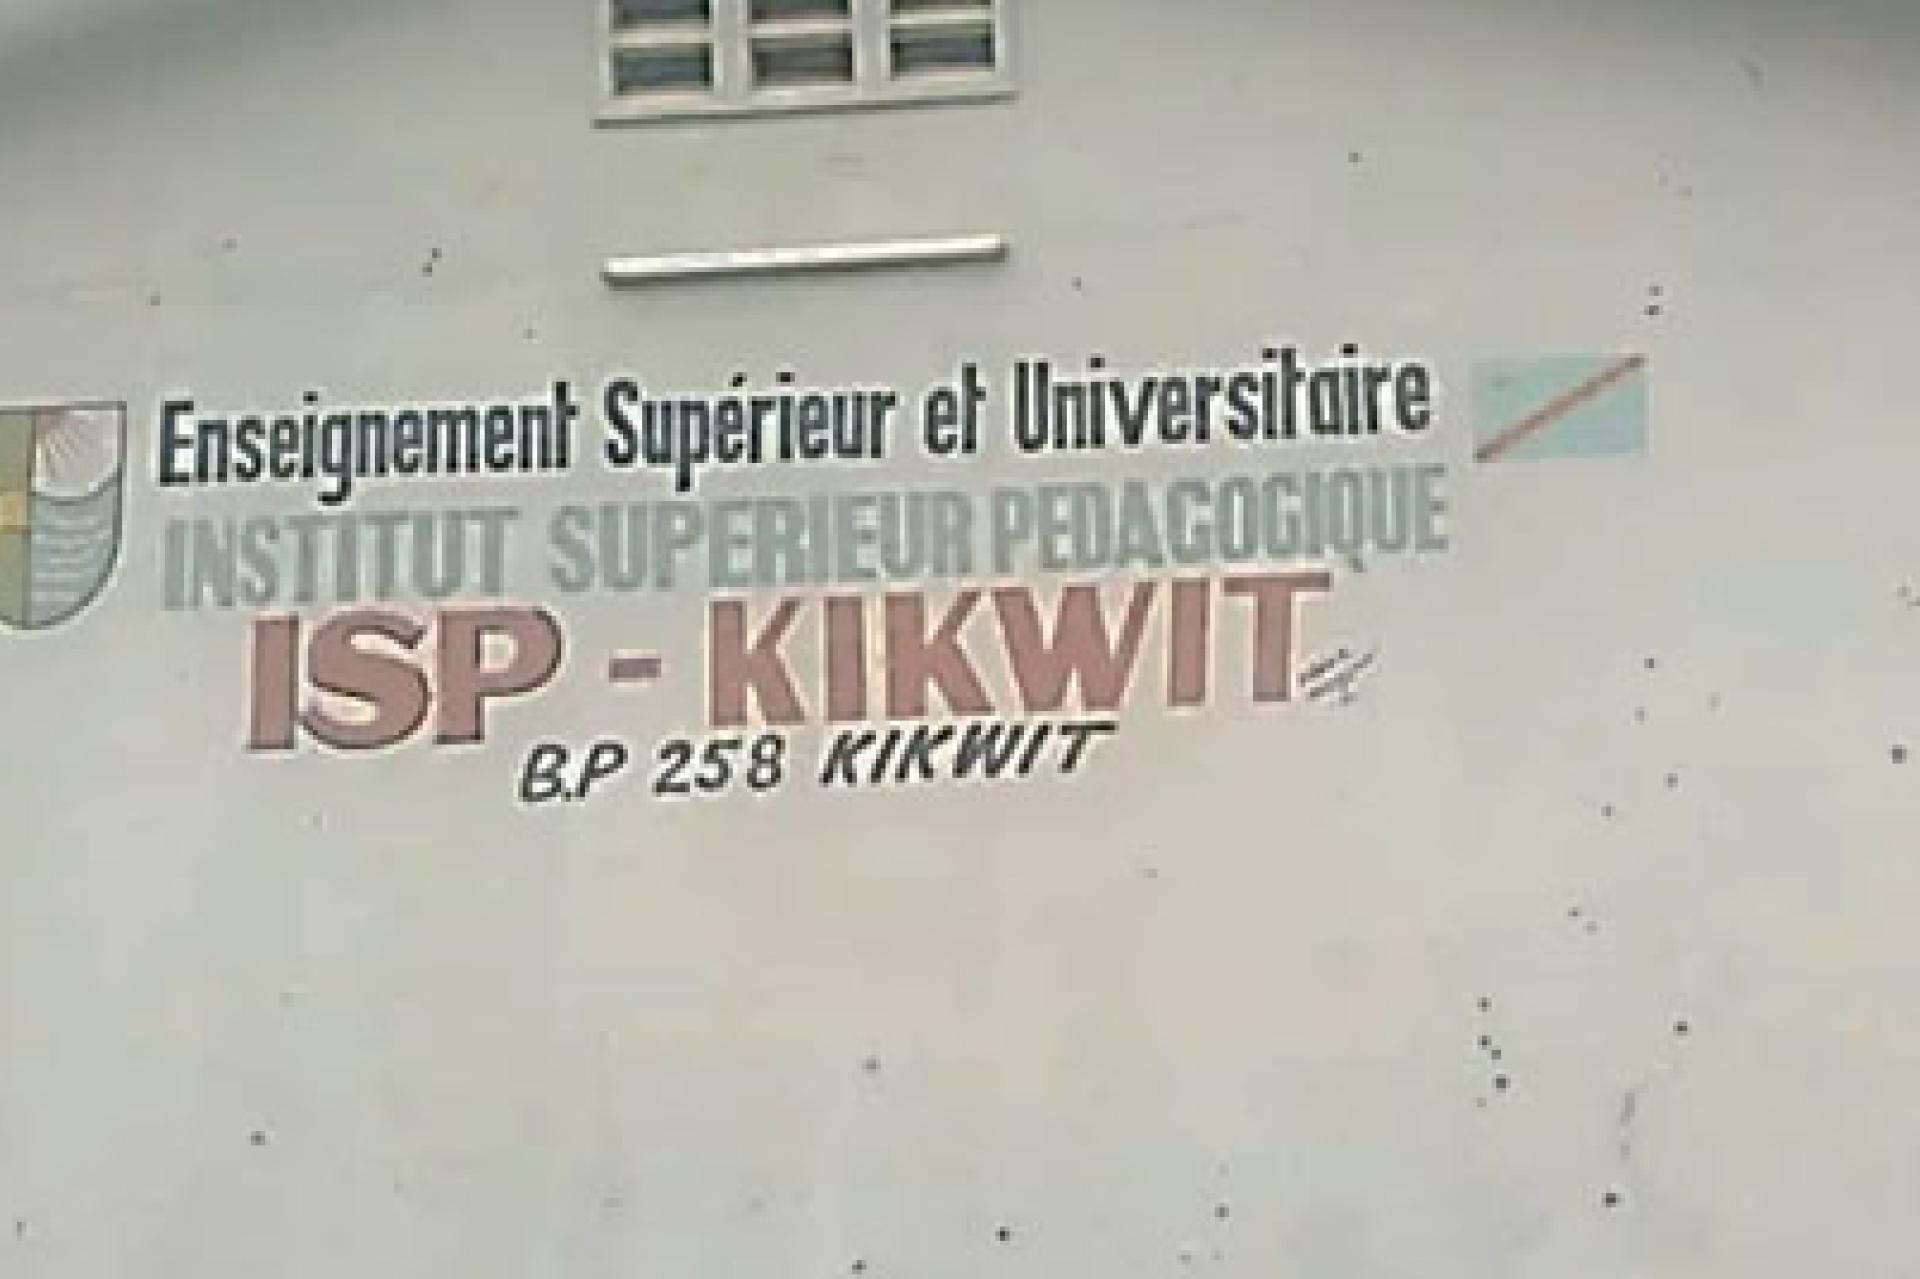 Enseignement Supérieur et Universitaire
INSTITUT SUPERIEUR PEDAGOGIQUE
ISP - KIKWIT
B.P 258 KIKWIT